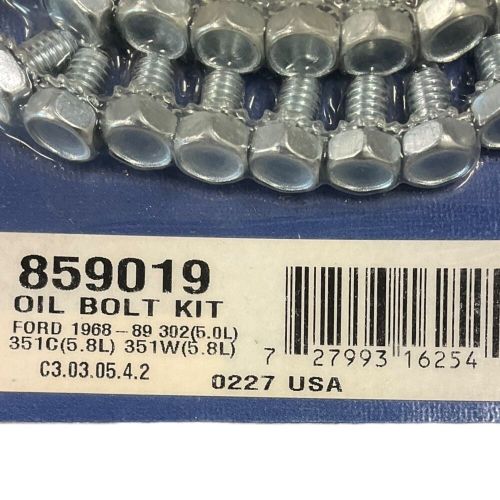 859019
OIL BOLT KIT
FORD 1968-89 302(5.0L)
351C(5.8L) 351W(5.8L)
C3.03.05.4.2
0227 USA
7 27993 16254